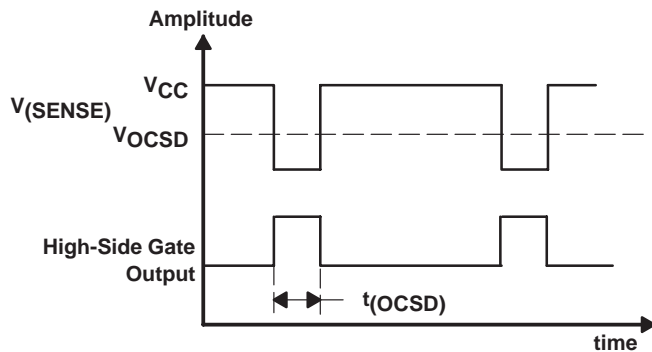 Amplitude
VCC
V(SENSE)
VOCSD
High-Side Gate
Output
t(OCSD)
time